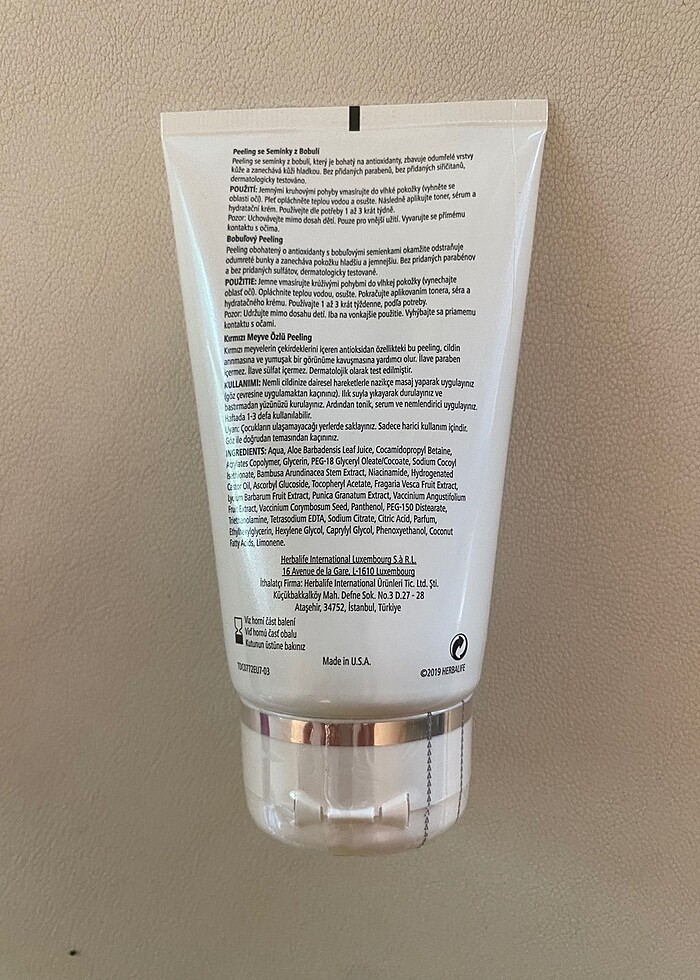 Peeling se Semínky z Bobulí
Peeling se semínky z bobulí, který je bohatý na antioxidanty, zbavuje odumřelé vrstvy
kůže a zanechává kůži hladkou. Bez přidaných parabenů, bez přidaných siřičitanů,
dermatologicky testováno.
POUŽITÍ: Jemnými kruhovými pohyby vmasírujte do vlhké pokožky (vyhněte se
oblasti očí). Pleť opláchněte teplou vodou a osušte. Následně aplikujte toner, sérum a
hydratační krém. Používejte dle potřeby 1 až 3 krát týdně.
Pozor: Uchovávejte mimo dosah dětí. Pouze pro vnější užití. Vyvarujte se přímému
kontaktu s očima.
Bobuľový Peeling
Peeling obohatený o antioxidanty s bobuľovými semienkami okamžite odstraňuje
odumreté bunky a zanecháva pokožku hladšiu a jemnejšiu. Bez pridaných parabénov
a bez pridaných sulfátov, dermatologicky testované.
POUŽITIE: Jemne vmasírujte krúživými pohybmi do vlhkej pokožky (vynechajte
oblasť očí). Opláchnite teplou vodou, osušte. Pokračujte aplikovaním tonera, séra a
hydratačného krému. Používajte 1 až 3 krát týždenne, podľa potreby.
Pozor: Udržujte mimo dosahu detí. Iba na vonkajšie použitie. Vyhýbajte sa priamemu
kontaktu s očami.
Kırmızı Meyve Özlü Peeling
Kırmızı meyvelerin çekirdeklerini içeren antioksidan özellikteki bu peeling, cildin
arınmasına ve yumuşak bir görünüme kavuşmasına yardımcı olur. İlave paraben
içermez. İlave sülfat içermez. Dermatolojik olarak test edilmiştir.
KULLANIMI: Nemli cildinize dairesel hareketlerle nazikçe masaj yaparak uygulayınız
(göz çevresine uygulamaktan kaçınınız). Ilık suyla yıkayarak durulayınız ve
bastırmadan yüzünüzü kurulayınız. Ardından tonik, serum ve nemlendirici uygulayınız.
Haftada 1-3 defa kullanılabilir.
Uyarı: Çocukların ulaşamayacağı yerlerde saklayınız. Sadece harici kullanım içindir.
Göz ile doğrudan temasından kaçınınız.
INGREDIENTS: Aqua, Aloe Barbadensis Leaf Juice, Cocamidopropyl Betaine,
Acrylates Copolymer, Glycerin, PEG-18 Glyceryl Oleate/Cocoate, Sodium Cocoyl
Isethionate, Bambusa Arundinacea Stem Extract, Niacinamide, Hydrogenated
Castor Oil, Ascorbyl Glucoside, Tocopheryl Acetate, Fragaria Vesca Fruit Extract,
Lycium Barbarum Fruit Extract, Punica Granatum Extract, Vaccinium Angustifolium
Fruit Extract, Vaccinium Corymbosum Seed, Panthenol, PEG-150 Distearate,
Triethanolamine, Tetrasodium EDTA, Sodium Citrate, Citric Acid, Parfum,
Ethylhexylglycerin, Hexylene Glycol, Caprylyl Glycol, Phenoxyethanol, Coconut
Fatty Acids, Limonene.
Herbalife International Luxembourg S.à R.L.
16 Avenue de la Gare, L-1610 Luxembourg
İthalatçı Firma: Herbalife International Ürünleri Tic. Ltd. Şti.
Küçükbakkalköy Mah. Defne Sok. No.3 D.27 - 28
Ataşehir, 34752, İstanbul, Türkiye
Viz horní část balení
Viď hornú časť obalu
Kutunun üstüne bakınız
Made in U.S.A.
TDC0772EU7-03
©2019 HERBALIFE